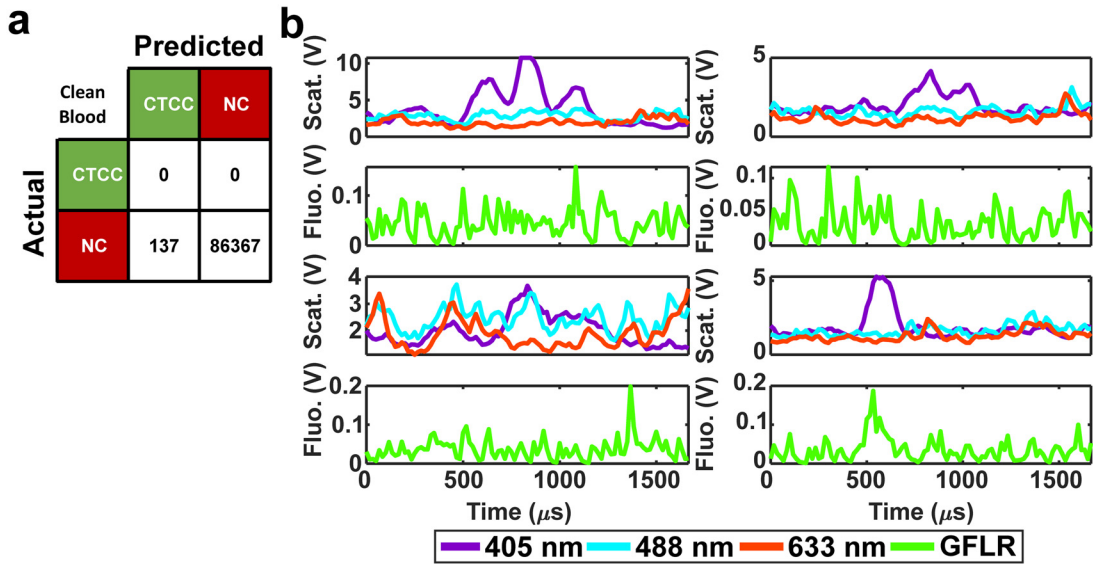 a
Predicted
Clean
Blood
CTCC
NC
Actual
CTCC
0
0
NC
137
86367
b
Scat. (V)
10
5
0
Scat. (V)
5
0
Fluo. (V)
0.1
0
Fluo. (V)
0.1
0.05
0
Scat. (V)
4
3
2
Scat. (V)
5
0
Fluo. (V)
0.2
0.1
0
0
500
1000
1500
Time (μs)
Fluo. (V)
0.2
0.1
0
0
500
1000
1500
Time (μs)
405 nm
488 nm
633 nm
GFLR